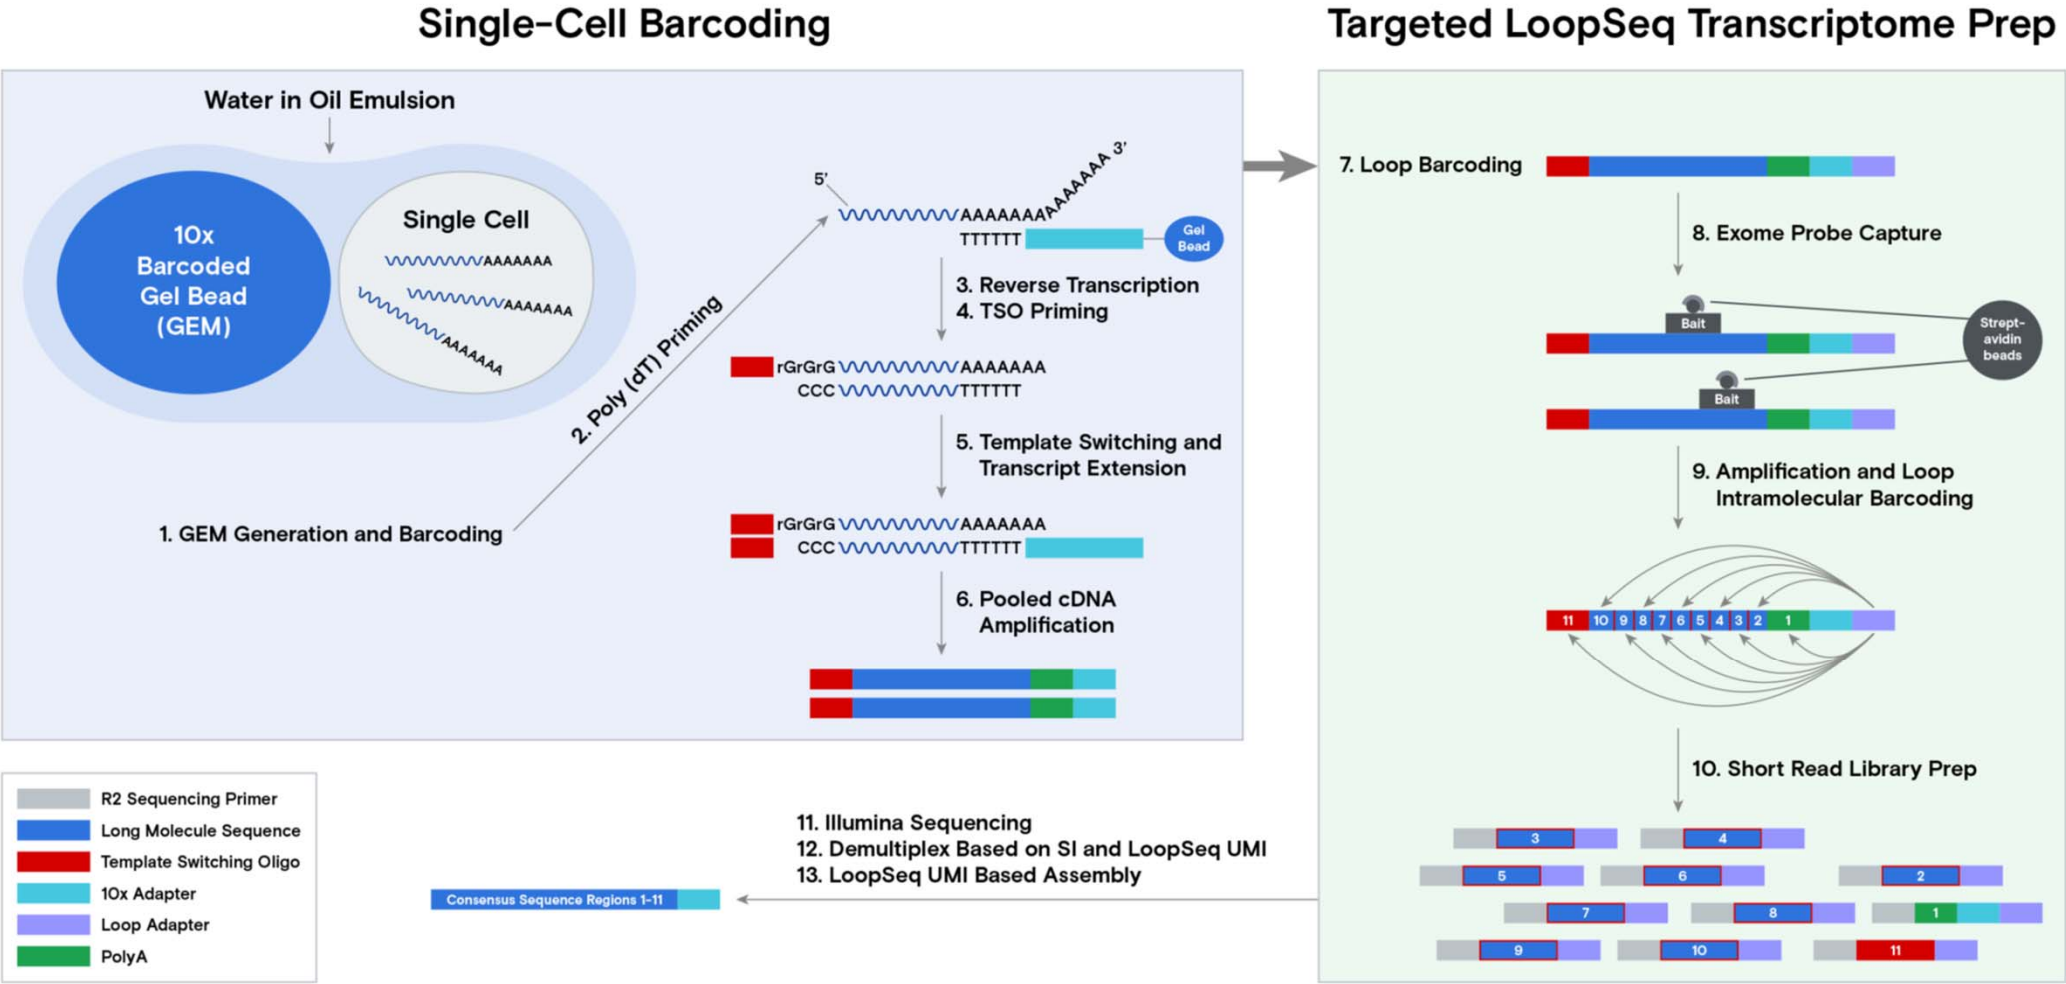 Single-Cell Barcoding
Targeted LoopSeq Transcriptome Prep
Water in Oil Emulsion
10x
Barcoded
Gel Bead
(GEM)
Single Cell
AAAAAAA
AAAAAAA
AAAAAAA
1. GEM Generation and Barcoding
2. Poly (dT) Priming
5’
AAAAAAAAAAAAAA 3’
TTTTTT
Gel
Bead
3. Reverse Transcription
4. TSO Priming
rGrGrG AAAAAAA
CCC TTTTTT
5. Template Switching and
Transcript Extension
rGrGrG AAAAAAA
CCC TTTTTT
6. Pooled cDNA
Amplification
7. Loop Barcoding
8. Exome Probe Capture
Bait
Bait
Strept-
avidin
beads
9. Amplification and Loop
Intramolecular Barcoding
11 10 9 8 7 6 5 4 3 2 1
10. Short Read Library Prep
3 4
5 6 2
7 8 1
9 10 11
11. Illumina Sequencing
12. Demultiplex Based on SI and LoopSeq UMI
13. LoopSeq UMI Based Assembly
Consensus Sequence Regions 1-11
R2 Sequencing Primer
Long Molecule Sequence
Template Switching Oligo
10x Adapter
Loop Adapter
PolyA